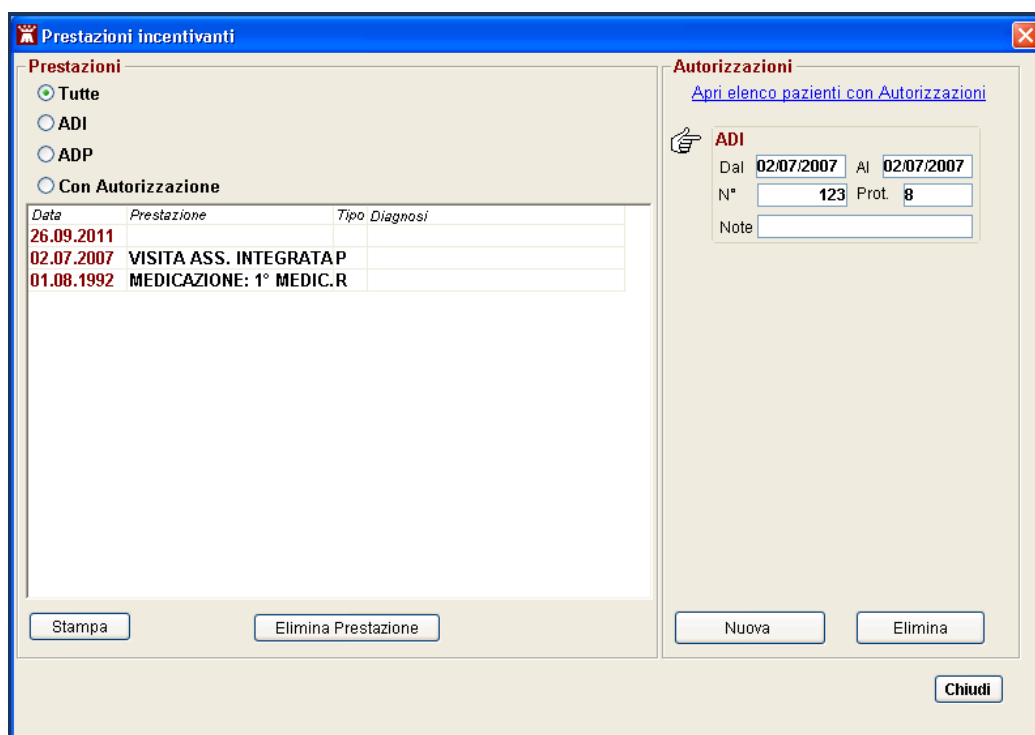 Prestazioni incentivanti
Prestazioni
Tutte
ADI
ADP
Con Autorizzazione
Data Prestazione Tipo Diagnosi
26.09.2011
02.07.2007 VISITA ASS. INTEGRATA P
01.08.1992 MEDICAZIONE: 1° MEDIC. R
Stampa Elimina Prestazione
Autorizzazioni
Apri elenco pazienti con Autorizzazioni
ADI
Dal 02/07/2007 Al 02/07/2007
N° 123 Prot. 8
Note
Nuova Elimina
Chiudi